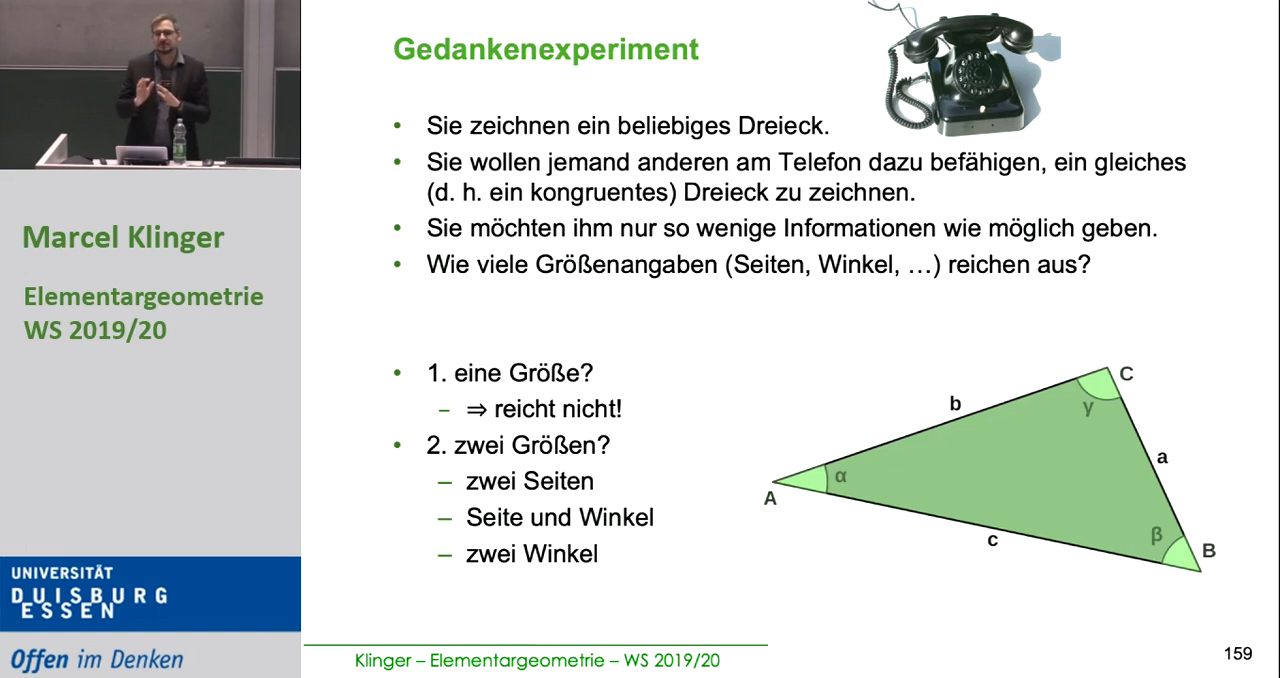 Marcel Klinger
Elementargeometrie
WS 2019/20
UNIVERSITÄT
DUISBURG
ESSEN
Offen im Denken
Gedankenexperiment
• Sie zeichnen ein beliebiges Dreieck.
• Sie wollen jemand anderen am Telefon dazu befähigen, ein gleiches
(d. h. ein kongruentes) Dreieck zu zeichnen.
• Sie möchten ihm nur so wenige Informationen wie möglich geben.
• Wie viele Größenangaben (Seiten, Winkel, …) reichen aus?
• 1. eine Größe?
– ⇒ reicht nicht!
• 2. zwei Größen?
– zwei Seiten
– Seite und Winkel
– zwei Winkel
C
b
γ
a
α
A
c
β
B
Klinger – Elementargeometrie – WS 2019/20
159